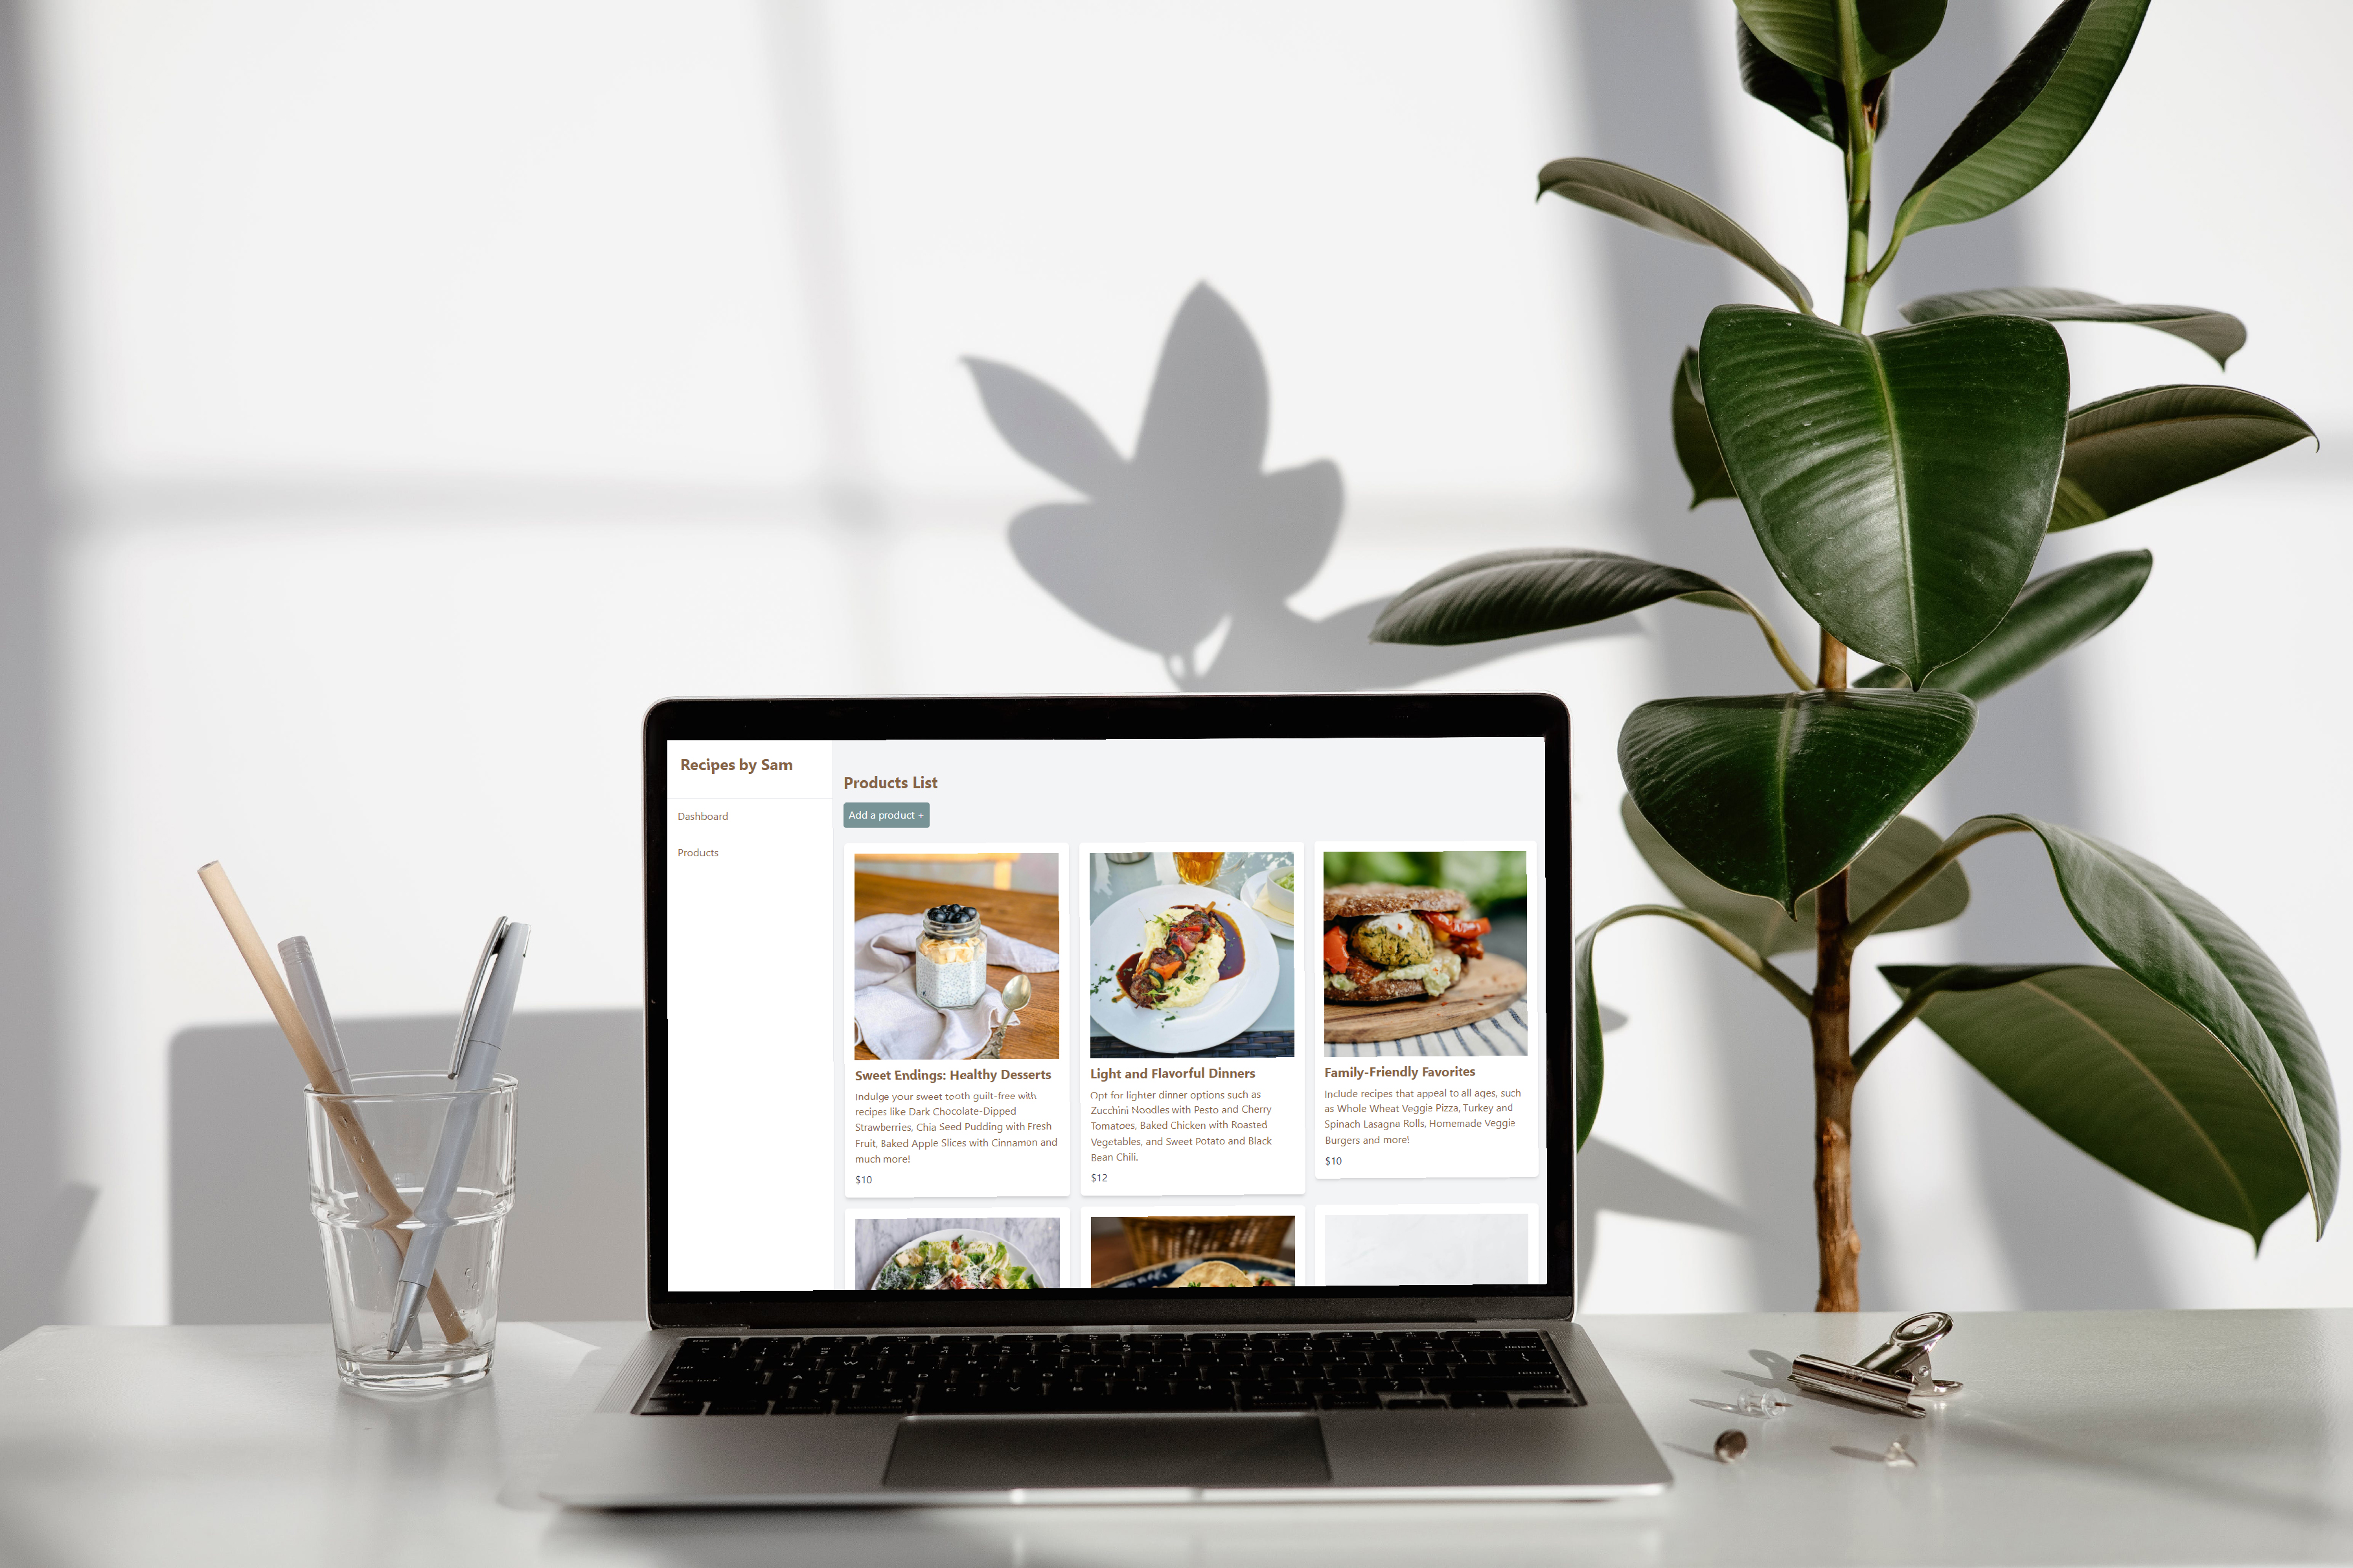 Recipes by Sam
Dashboard
Products
Products List
Add a product +
Sweet Endings: Healthy Desserts
Indulge your sweet tooth guilt-free with
recipes like Dark Chocolate-Dipped
Strawberries, Chia Seed Pudding with Fresh
Fruit, Baked Apple Slices with Cinnamon and
much more!
$10
Light and Flavorful Dinners
Opt for lighter dinner options such as
Zucchini Noodles with Pesto and Cherry
Tomatoes, Baked Chicken with Roasted
Vegetables, and Sweet Potato and Black
Bean Chili.
$12
Family-Friendly Favorites
Include recipes that appeal to all ages, such
as Whole Wheat Veggie Pizza, Turkey and
Spinach Lasagna Rolls, Homemade Veggie
Burgers and more!
$10
delete
return
shift